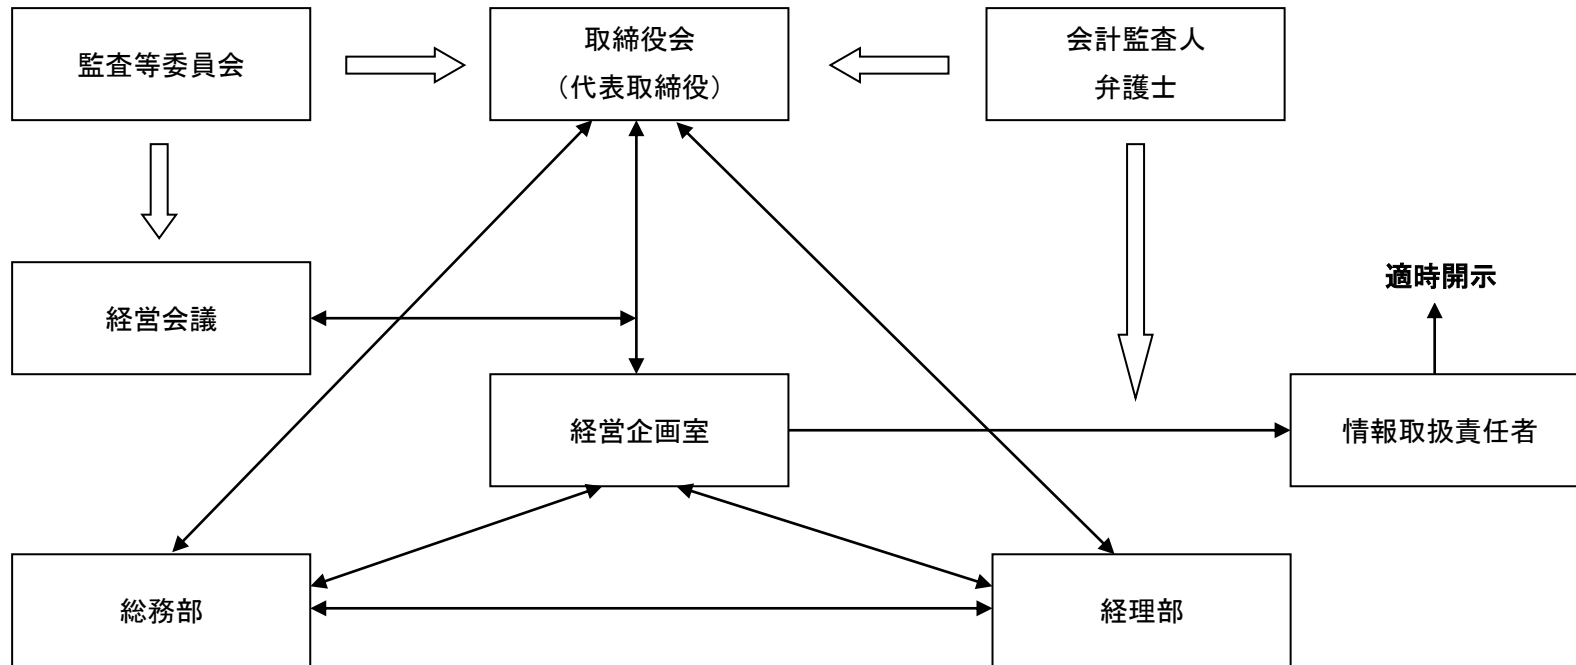 監査等委員会
取締役会
（代表取締役）
会計監査人
弁護士
経営会議
適時開示
経営企画室
情報取扱責任者
総務部
経理部